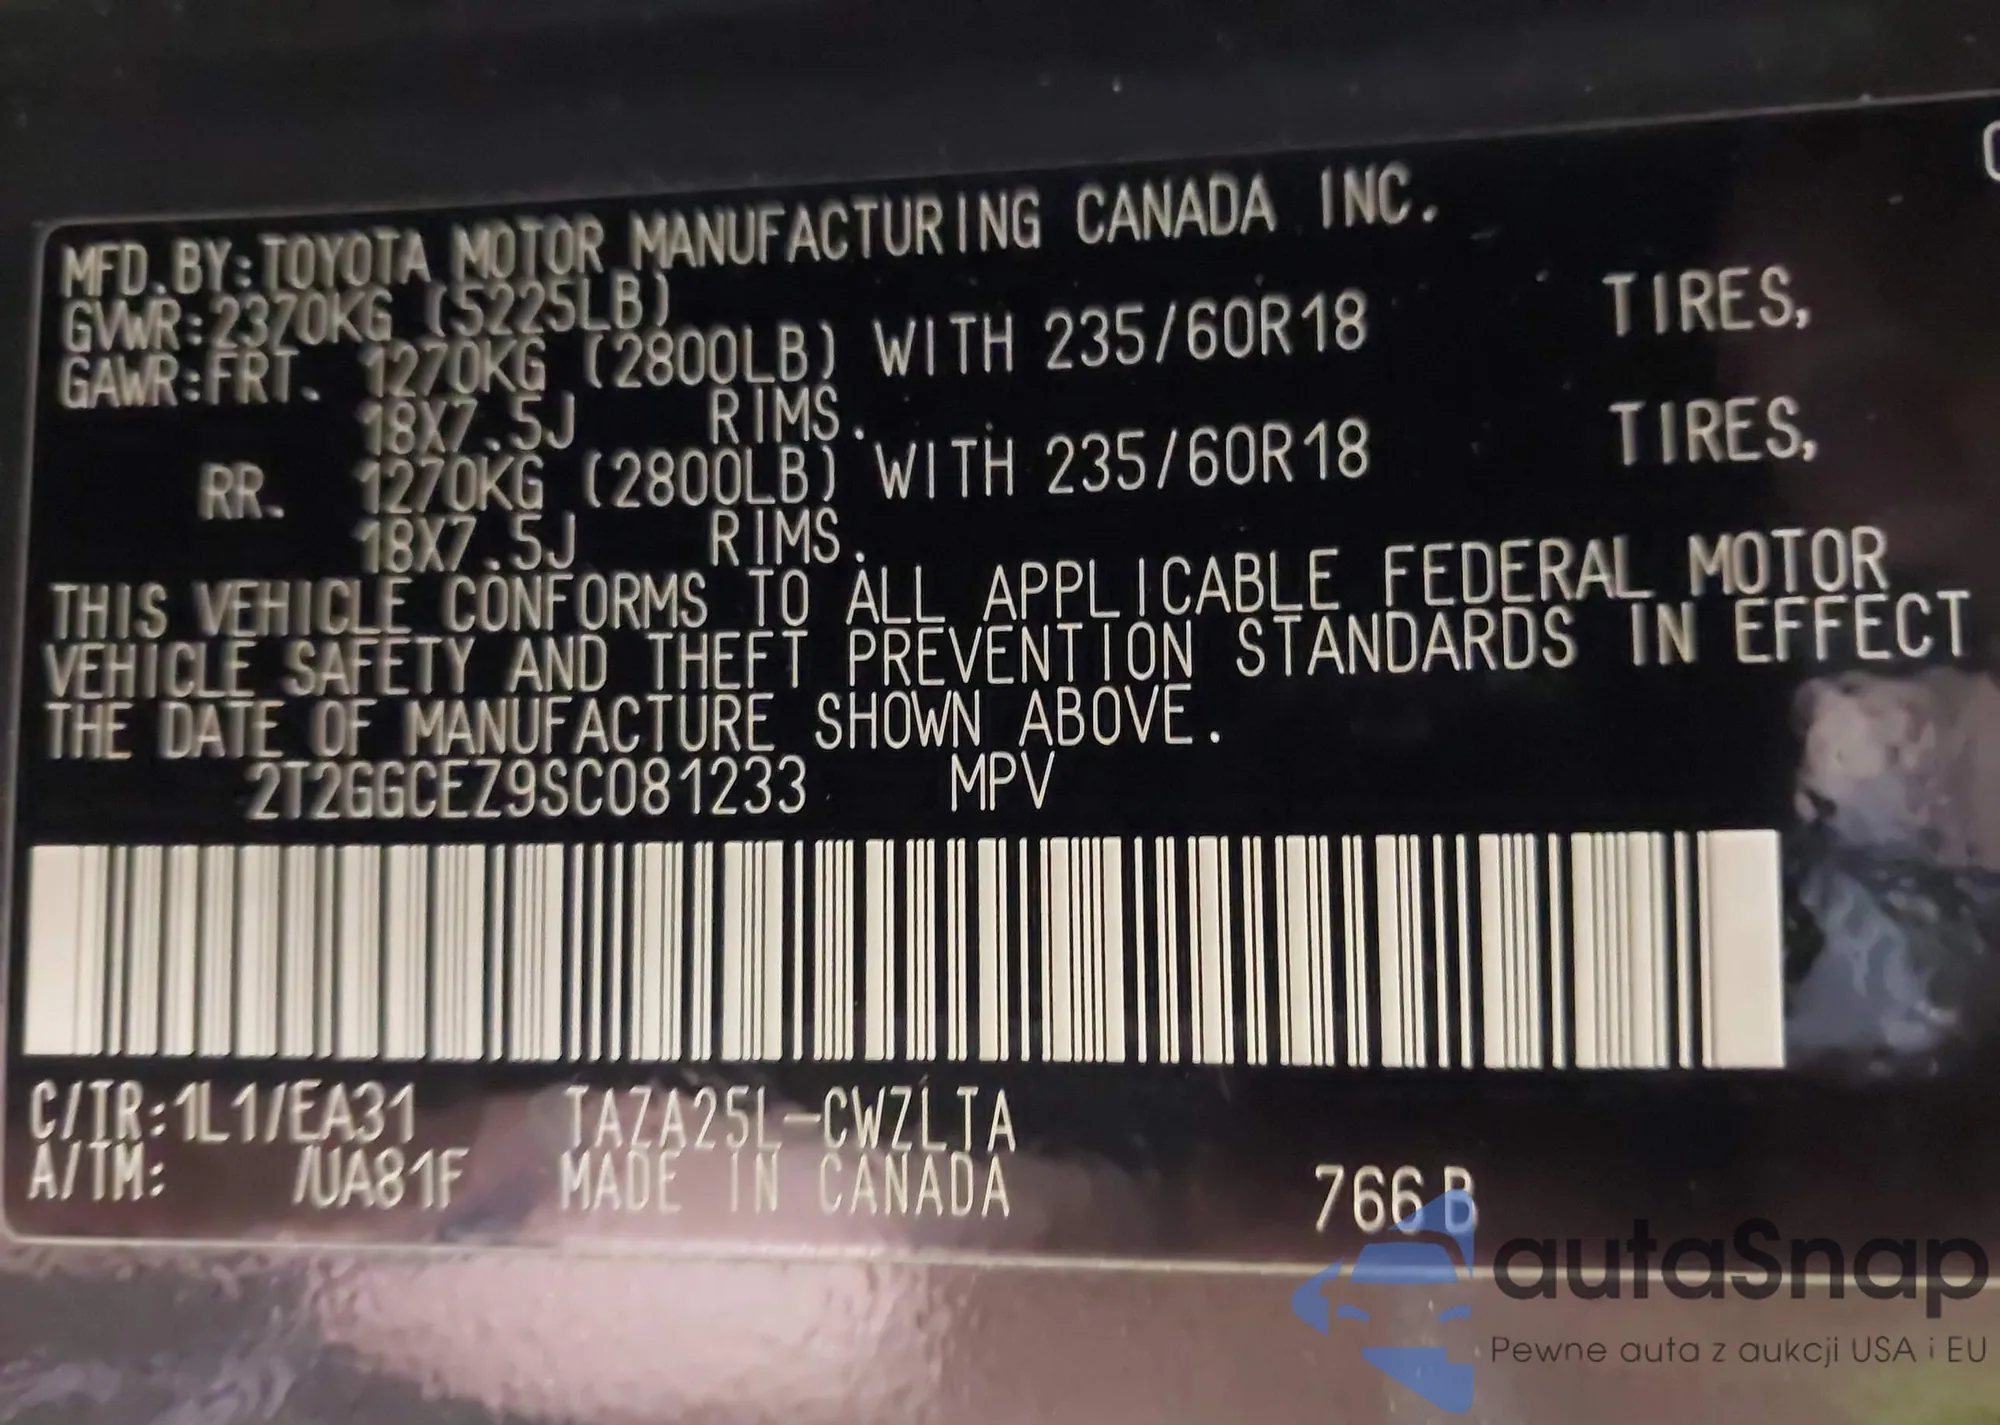 MFD.BY:TOYOTA MOTOR MANUFACTURING CANADA INC.
GVWR:2370KG (5225LB)
GAWR:FRT. 1270KG (2800LB) WITH 235/60R18 TIRES,
18X7.5J RIMS.
RR. 1270KG (2800LB) WITH 235/60R18 TIRES,
18X7.5J RIMS.
THIS VEHICLE CONFORMS TO ALL APPLICABLE FEDERAL MOTOR
VEHICLE SAFETY AND THEFT PREVENTION STANDARDS IN EFFECT
THE DATE OF MANUFACTURE SHOWN ABOVE.
2T2GGCEZ9SC081233 MPV
C/TR:1L1/EA31 TAZA25L-CWZLTA
A/TM: /UA81F MADE IN CANADA 766B
autaSnap
Pewne auta z aukcji USA i EU